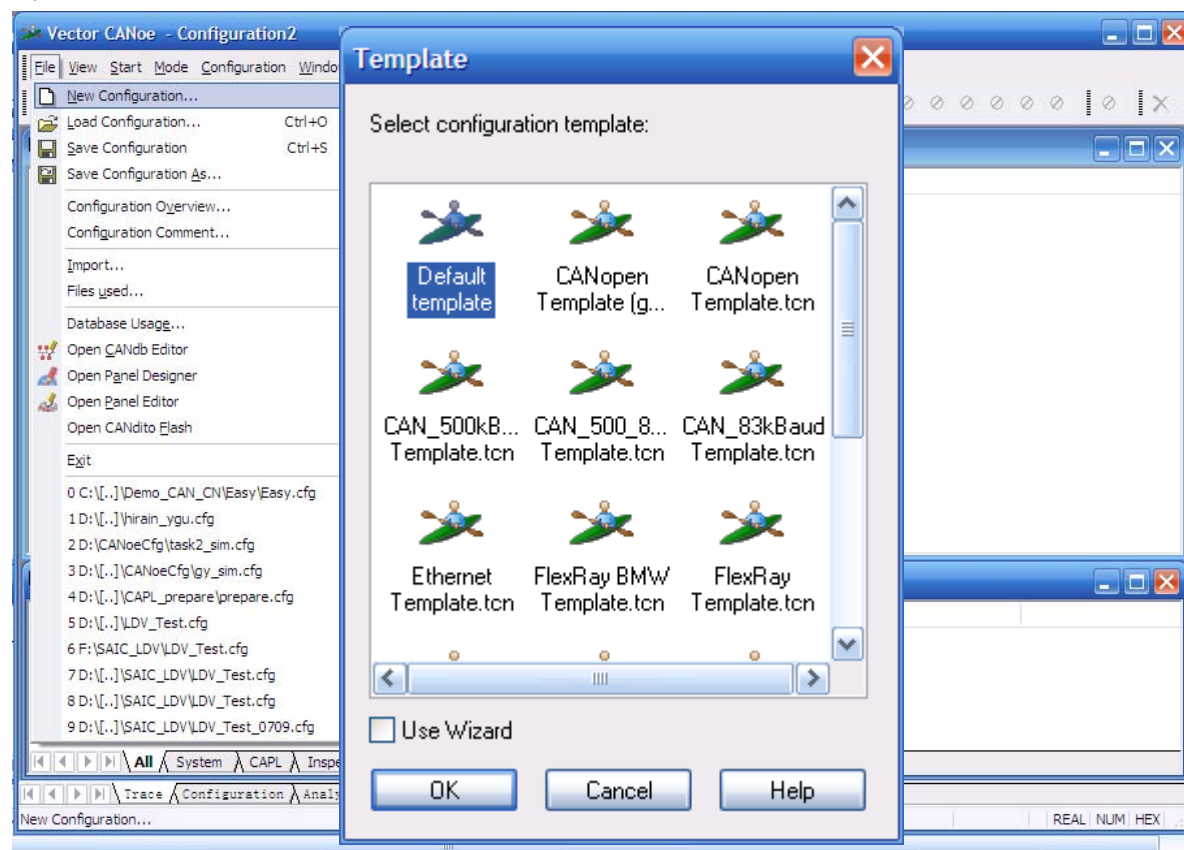 Vector CANoe - Configuration2
File View Start Mode Configuration Windo
New Configuration...
Load Configuration... Ctrl+O
Save Configuration Ctrl+S
Save Configuration As...
Configuration Overview...
Configuration Comment...
Import...
Files used...
Database Usage...
Open CANdb Editor
Open Panel Designer
Open Panel Editor
Open CANdito Flash
Exit
0 C:\[..]\Demo_CAN_CN\Easy\Easy.cfg
1 D:\[..]\hirain_ygu.cfg
2 D:\CANoeCfg\task2_sim.cfg
3 D:\[..]\CANoeCfg\gy_sim.cfg
4 D:\[..]\CAPL_prepare\prepare.cfg
5 D:\[..]\LDV_Test.cfg
6 F:\SAIC_LDV\LDV_Test.cfg
7 D:\[..]\SAIC_LDV\LDV_Test.cfg
8 D:\[..]\SAIC_LDV\LDV_Test.cfg
9 D:\[..]\SAIC_LDV\LDV_Test_0709.cfg
All System CAPL Inspe
Trace Configuration Analy
New Configuration...
Template
Select configuration template:
Default
template
CANopen
Template (g...
CANopen
Template.tcn
CAN_500kB...
Template.tcn
CAN_500_8...
Template.tcn
CAN_83kBaud
Template.tcn
Ethernet
Template.tcn
FlexRay BMW
Template.tcn
FlexRay
Template.tcn
Use Wizard
OK Cancel Help
REAL NUM HEX